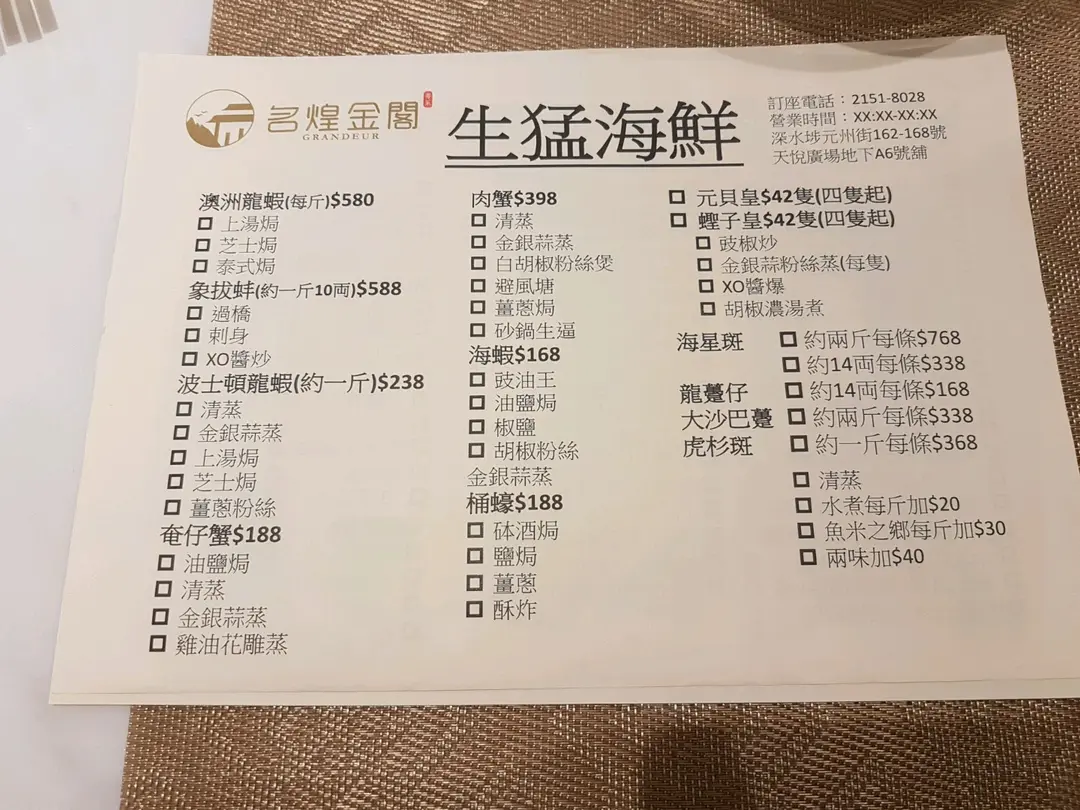 名煌金閣
GRANDEUR
生猛海鮮
訂座電話：2151-8028
營業時間：XX:XX-XX:XX
深水埗元州街162-168號
天悅廣場地下A6號舖
澳洲龍蝦(每斤)$580
上湯焗
芝士焗
泰式焗
象拔蚌(約一斤10両)$588
過橋
刺身
XO醬炒
波士頓龍蝦(約一斤)$238
清蒸
金銀蒜蒸
上湯焗
芝士焗
薑蔥粉絲
奄仔蟹$188
油鹽焗
清蒸
金銀蒜蒸
雞油花雕蒸
肉蟹$398
清蒸
金銀蒜蒸
白胡椒粉絲煲
避風塘
薑蔥焗
砂鍋生逼
海蝦$168
豉油王
油鹽焗
椒鹽
胡椒粉絲
金銀蒜蒸
桶蠔$188
砵酒焗
鹽焗
薑蔥
酥炸
元貝皇$42隻(四隻起)
蟶子皇$42隻(四隻起)
豉椒炒
金銀蒜粉絲蒸(每隻)
XO醬爆
胡椒濃湯煮
海星斑 約兩斤每條$768
約14両每條$338
龍躉仔 約14両每條$168
大沙巴躉 約兩斤每條$338
虎杉斑 約一斤每條$368
清蒸
水煮每斤加$20
魚米之鄉每斤加$30
兩味加$40